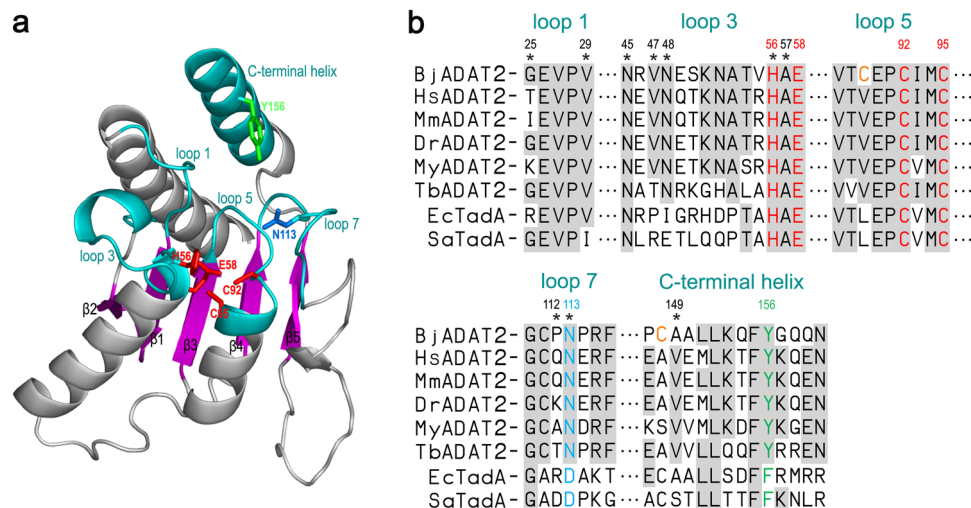 a
C-terminal helix
Y156
loop 1
loop 5
loop 7
N113
loop 3
H56
E58
C92
C95
β2
β1
β3
β4
β5
b
loop 1 loop 3 loop 5
25 29 45 47 48 56 57 58 92 95
* * * * * * *
BjADAT2- GEVPV ··· NRVNESKNATVHAE ··· VTCEPCIMC
HsADAT2- TEVPV ··· NEVNQTKNATRHAE ··· VTVEPCIMC
MmADAT2- IEVPV ··· NEVNQTKNATRHAE ··· VTVEPCIMC
DrADAT2- GEVPV ··· NEVNETKNATRHAE ··· VTVEPCIMC
MyADAT2- KEVPV ··· NEVNETKNASRHAE ··· VTVEPCVMC
TbADAT2- GEVPV ··· NATNRKGHALAHAE ··· VVVEPCIMC
EcTadA- REVPV ··· NRPIGRHDPTAHAE ··· VTLEPCVMC
SaTadA- GEVPI ··· NLRETLQQPTAHAE ··· VTLEPCVMC
loop 7 C-terminal helix
112 113 149 156
* * *
BjADAT2- GCPNPRF ··· PCAALLKQFYGQQN
HsADAT2- GCQNERF ··· EAVEMLKTFYKQEN
MmADAT2- GCQNERF ··· EAVEMLKTFYKQEN
DrADAT2- GCKNERF ··· EAVEMLKTFYKQEN
MyADAT2- GCANDRF ··· KSVVMLKDFYGKEN
TbADAT2- GCTNPRF ··· EAVVLLQQFYRREN
EcTadA- GARDAKT ··· ECAALLSDFFRMRR
SaTadA- GADDPKG ··· ACSTLLTTFFKNLR